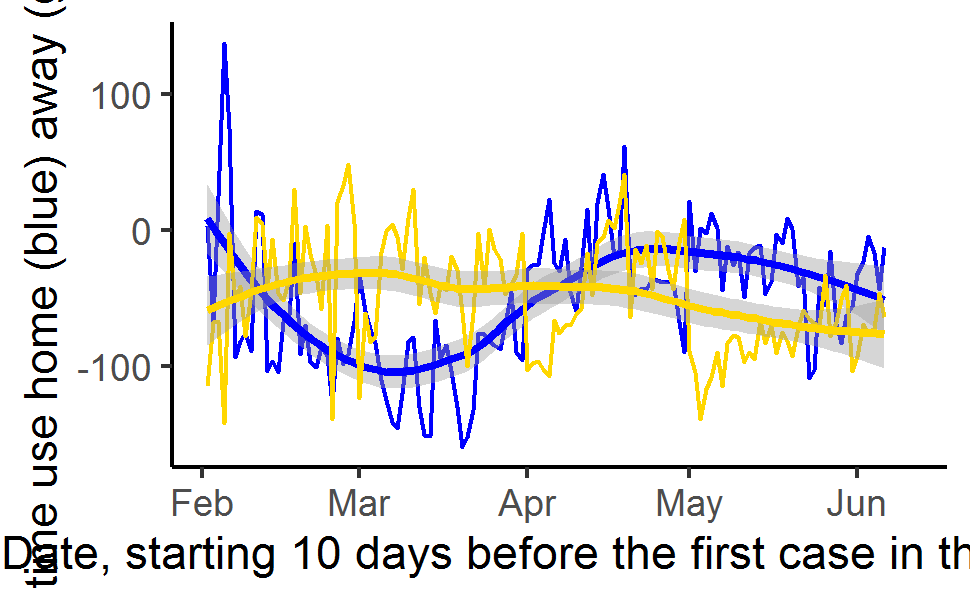 time use home (blue) away (
100
0
-100
Feb Mar Apr May Jun
Date, starting 10 days before the first case in th